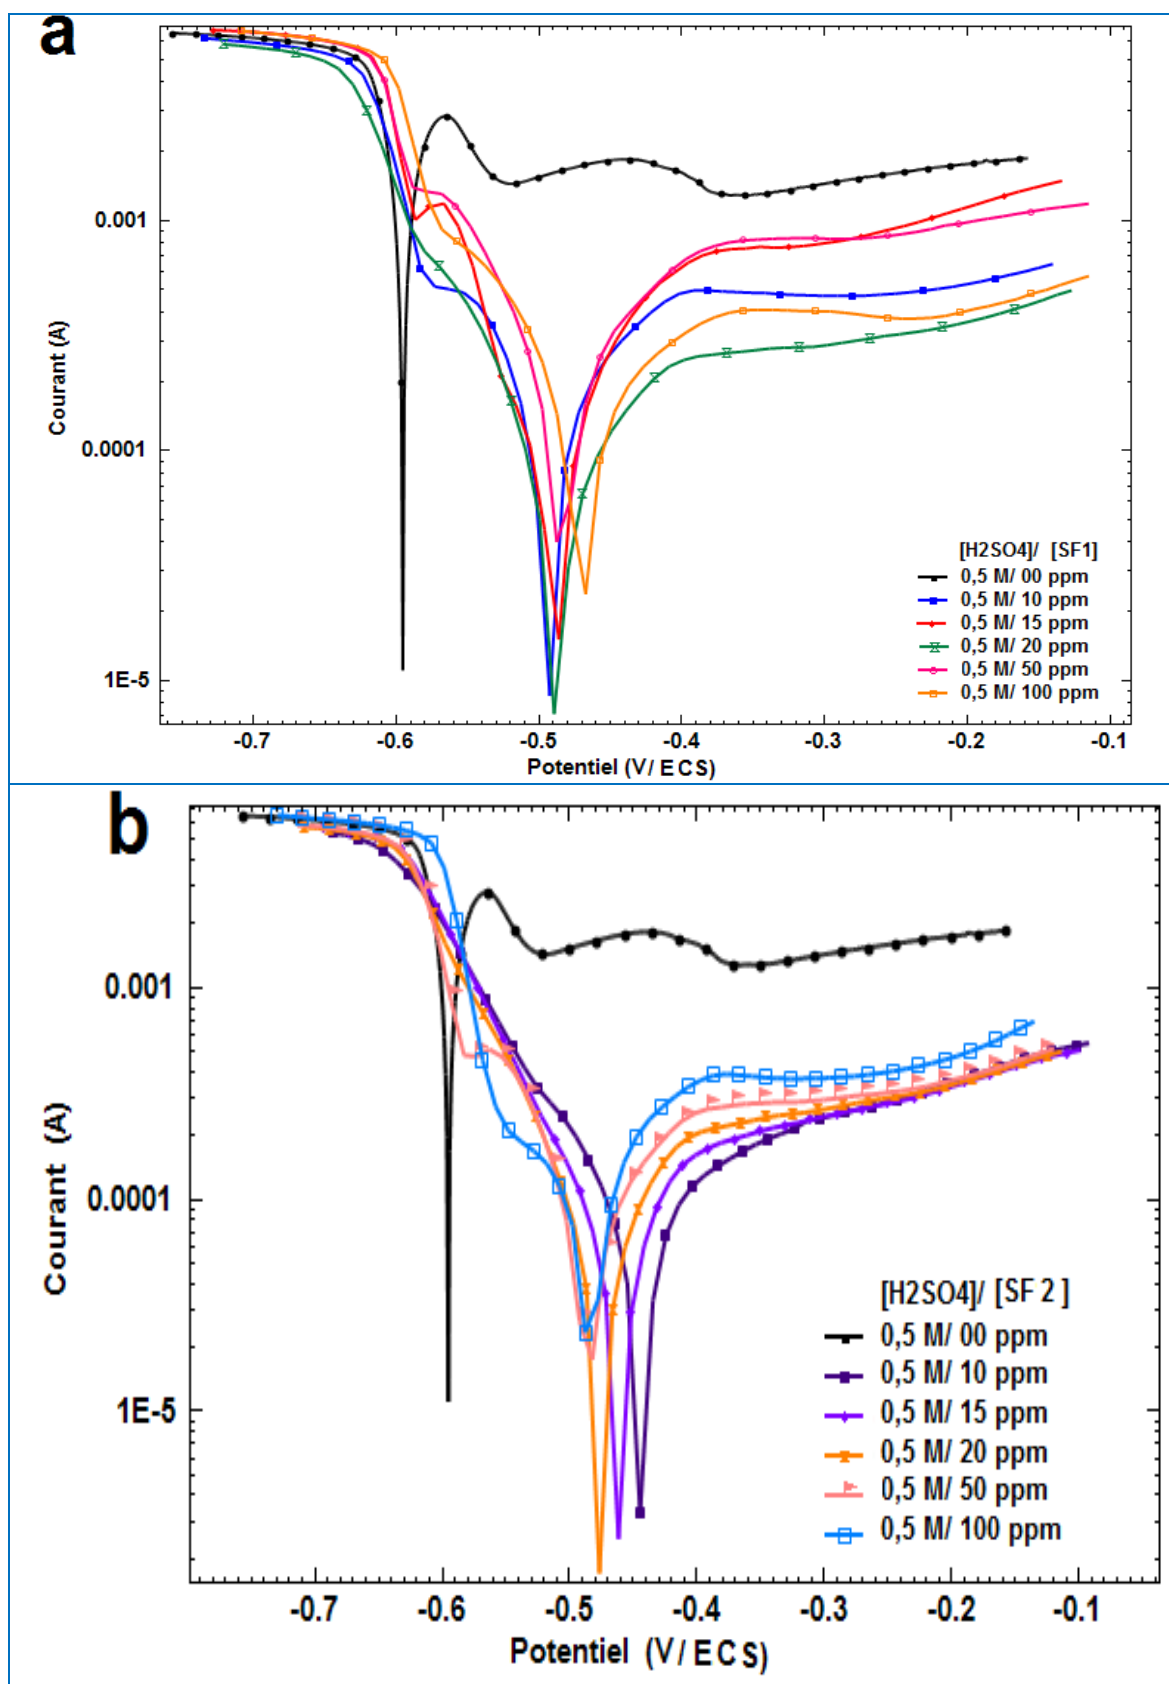 a
0.001
0.0001
1E-5
Courant (A)
[H2SO4]/ [SF1]
0,5 M/ 00 ppm
0,5 M/ 10 ppm
0,5 M/ 15 ppm
0,5 M/ 20 ppm
0,5 M/ 50 ppm
0,5 M/ 100 ppm
-0.7 -0.6 -0.5 -0.4 -0.3 -0.2 -0.1
Potentiel (V/ ECS)
b
0.001
0.0001
1E-5
Courant (A)
[H2SO4]/ [SF 2 ]
0,5 M/ 00 ppm
0,5 M/ 10 ppm
0,5 M/ 15 ppm
0,5 M/ 20 ppm
0,5 M/ 50 ppm
0,5 M/ 100 ppm
-0.7 -0.6 -0.5 -0.4 -0.3 -0.2 -0.1
Potentiel (V/ ECS)